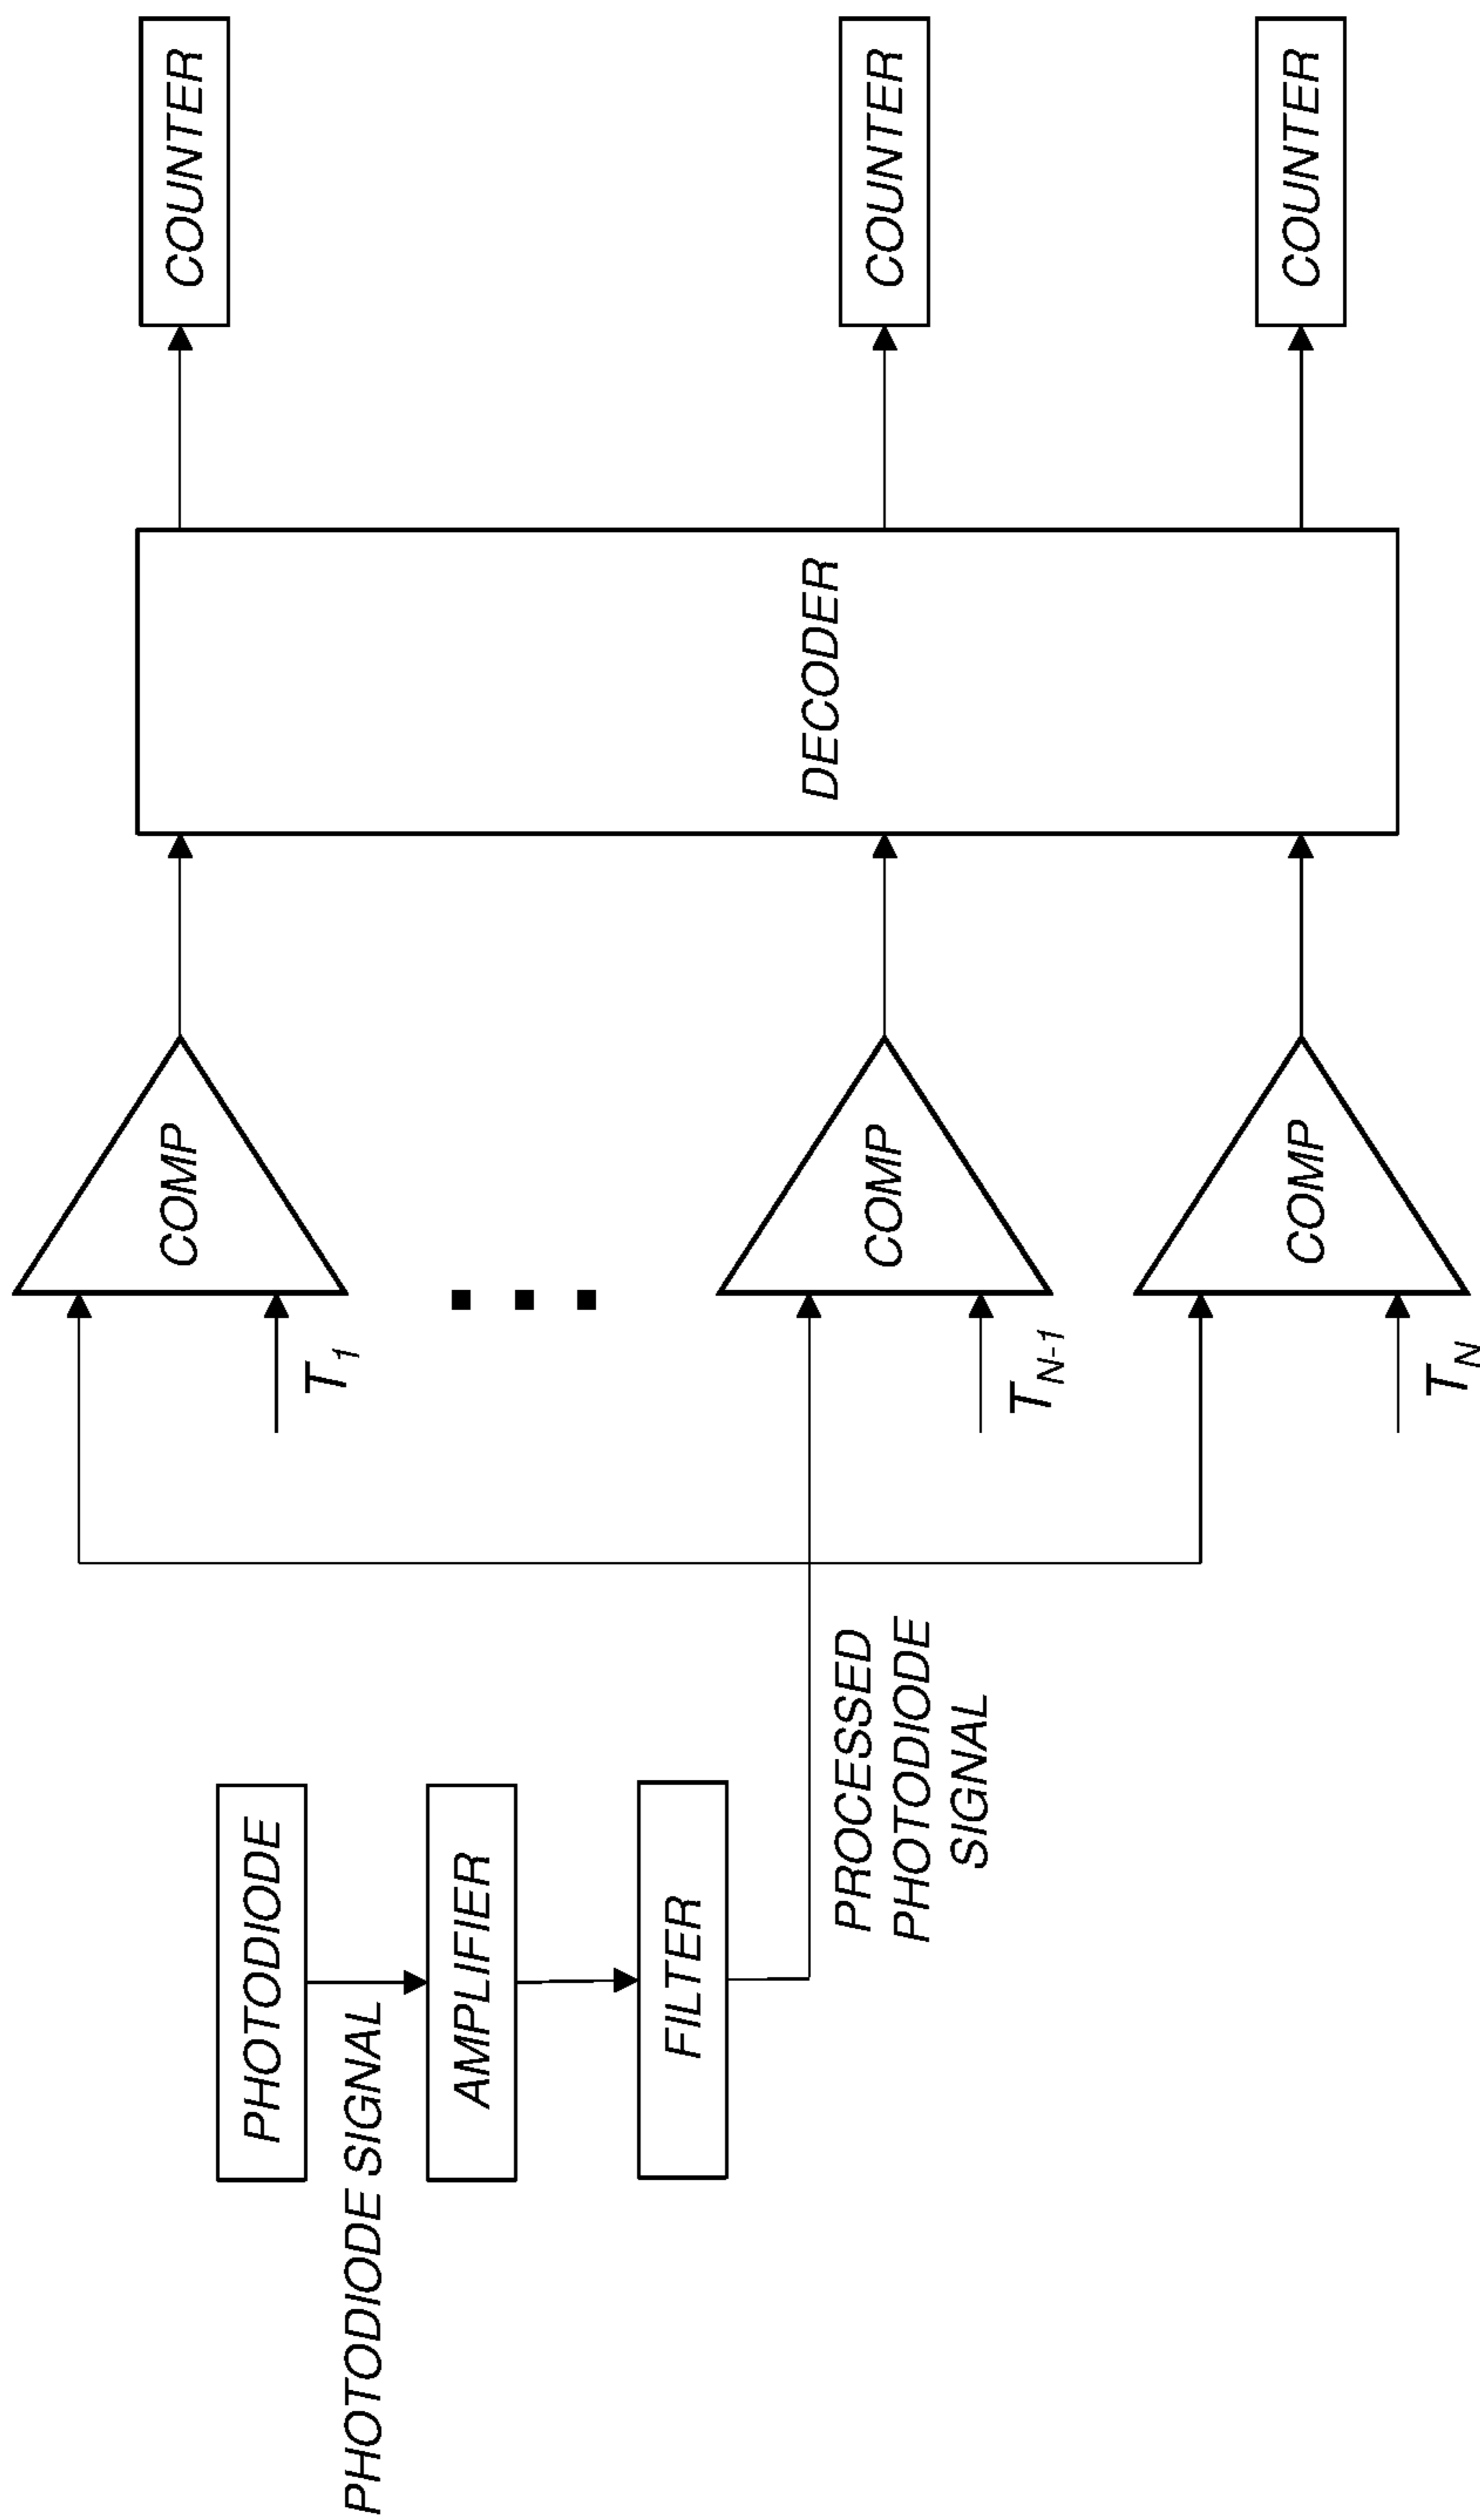 PHOTODIODE
PHOTODIODE SIGNAL
AMPLIFIER
FILTER
PROCESSED
PHOTODIODE
SIGNAL
T1
TN-1
TN
COMP
COMP
COMP
DECODER
COUNTER
COUNTER
COUNTER